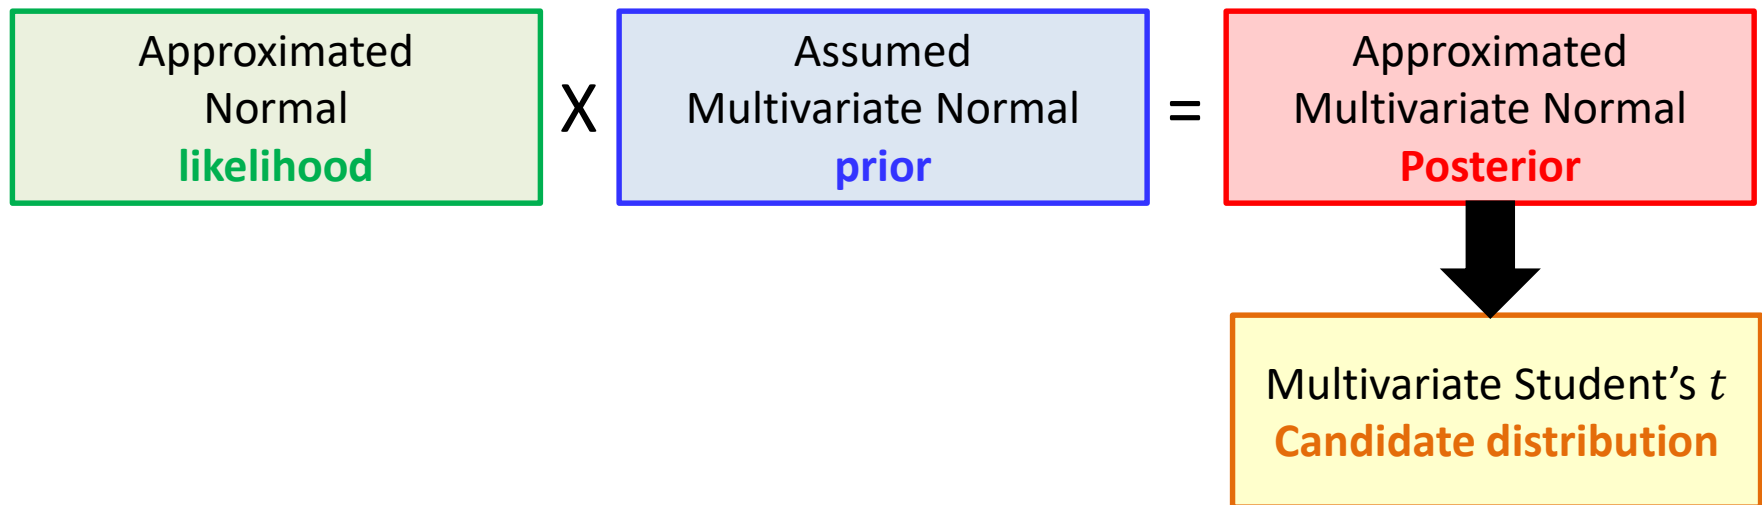 Approximated
Normal
likelihood
X
Assumed
Multivariate Normal
prior
=
Approximated
Multivariate Normal
Posterior
Multivariate Student’s t
Candidate distribution